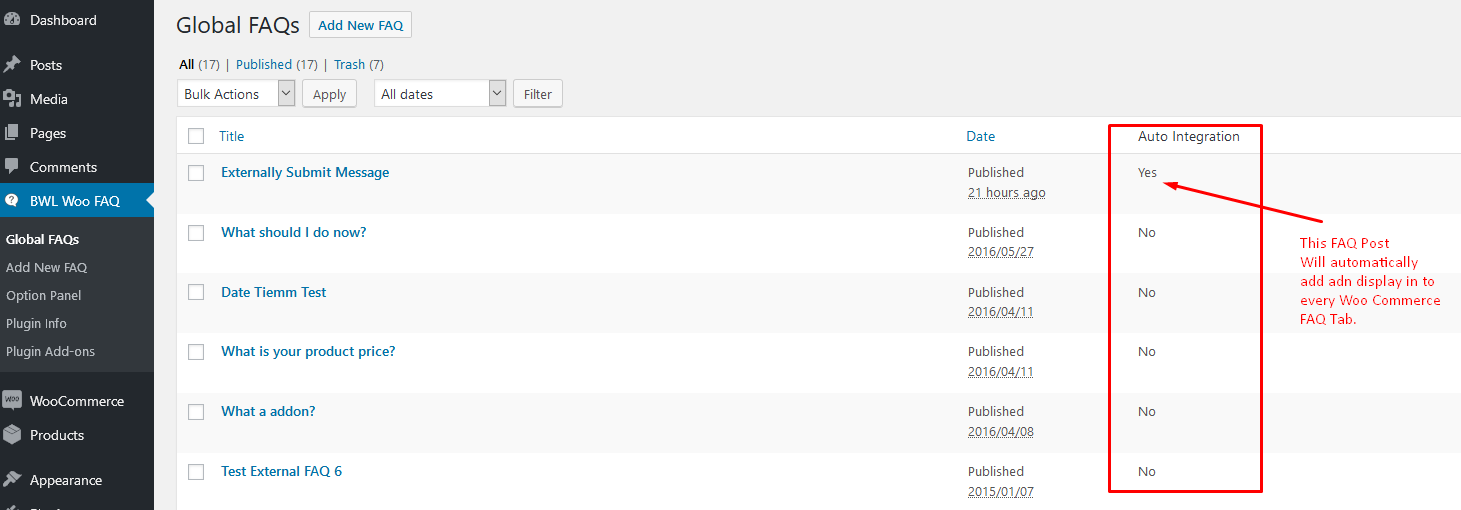 Dashboard
Posts
Media
Pages
Comments
BWL Woo FAQ
Global FAQs
Add New FAQ
Option Panel
Plugin Info
Plugin Add-ons
WOO WooCommerce
Products
Appearance
Global FAQs Add New FAQ
All (17) | Published (17) | Trash (7)
Bulk Actions Apply All dates Filter
Title Date Auto Integration
Externally Submit Message Published Yes
21 hours ago
What should I do now? Published No
2016/05/27
Date Tiemm Test Published No
2016/04/11
What is your product price? Published No
2016/04/11
What a addon? Published No
2016/04/08
Test External FAQ 6 Published No
2015/01/07
This FAQ Post
Will automatically
add adn display in to
every Woo Commerce
FAQ Tab.